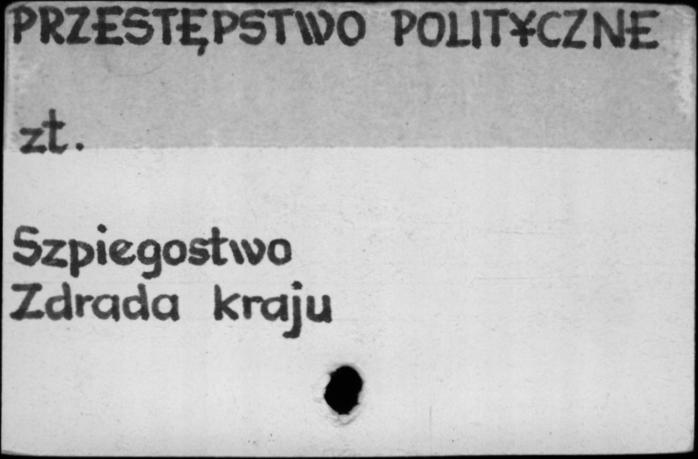 PRZESTĘPSTWO POLITYCZNE
zt.
Szpiegostwo
Zdrada kraju